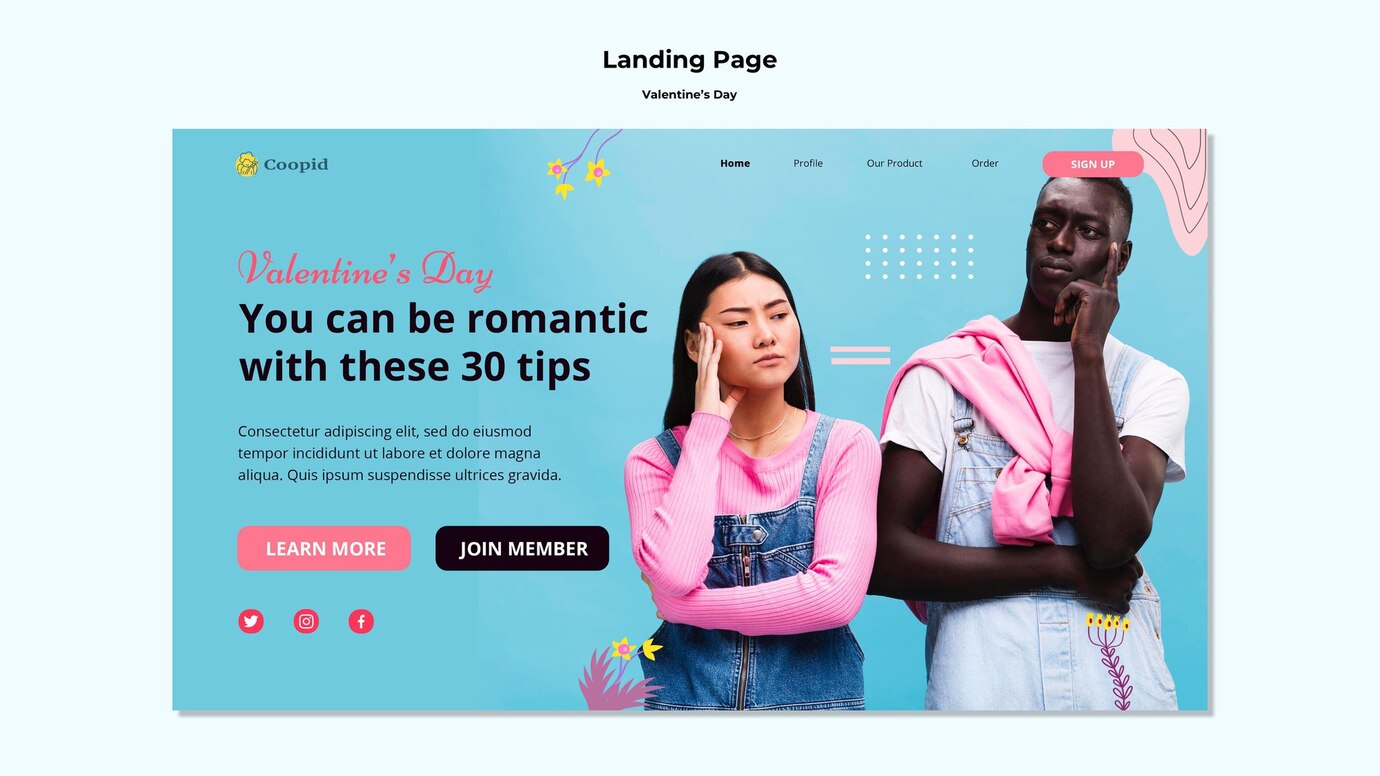 Landing Page
Valentine’s Day
Coopid
Home
Profile
Our Product
Order
SIGN UP
Valentine’s Day
You can be romantic
with these 30 tips
Consectetur adipiscing elit, sed do eiusmod
tempor incididunt ut labore et dolore magna
aliqua. Quis ipsum suspendisse ultrices gravida.
LEARN MORE
JOIN MEMBER